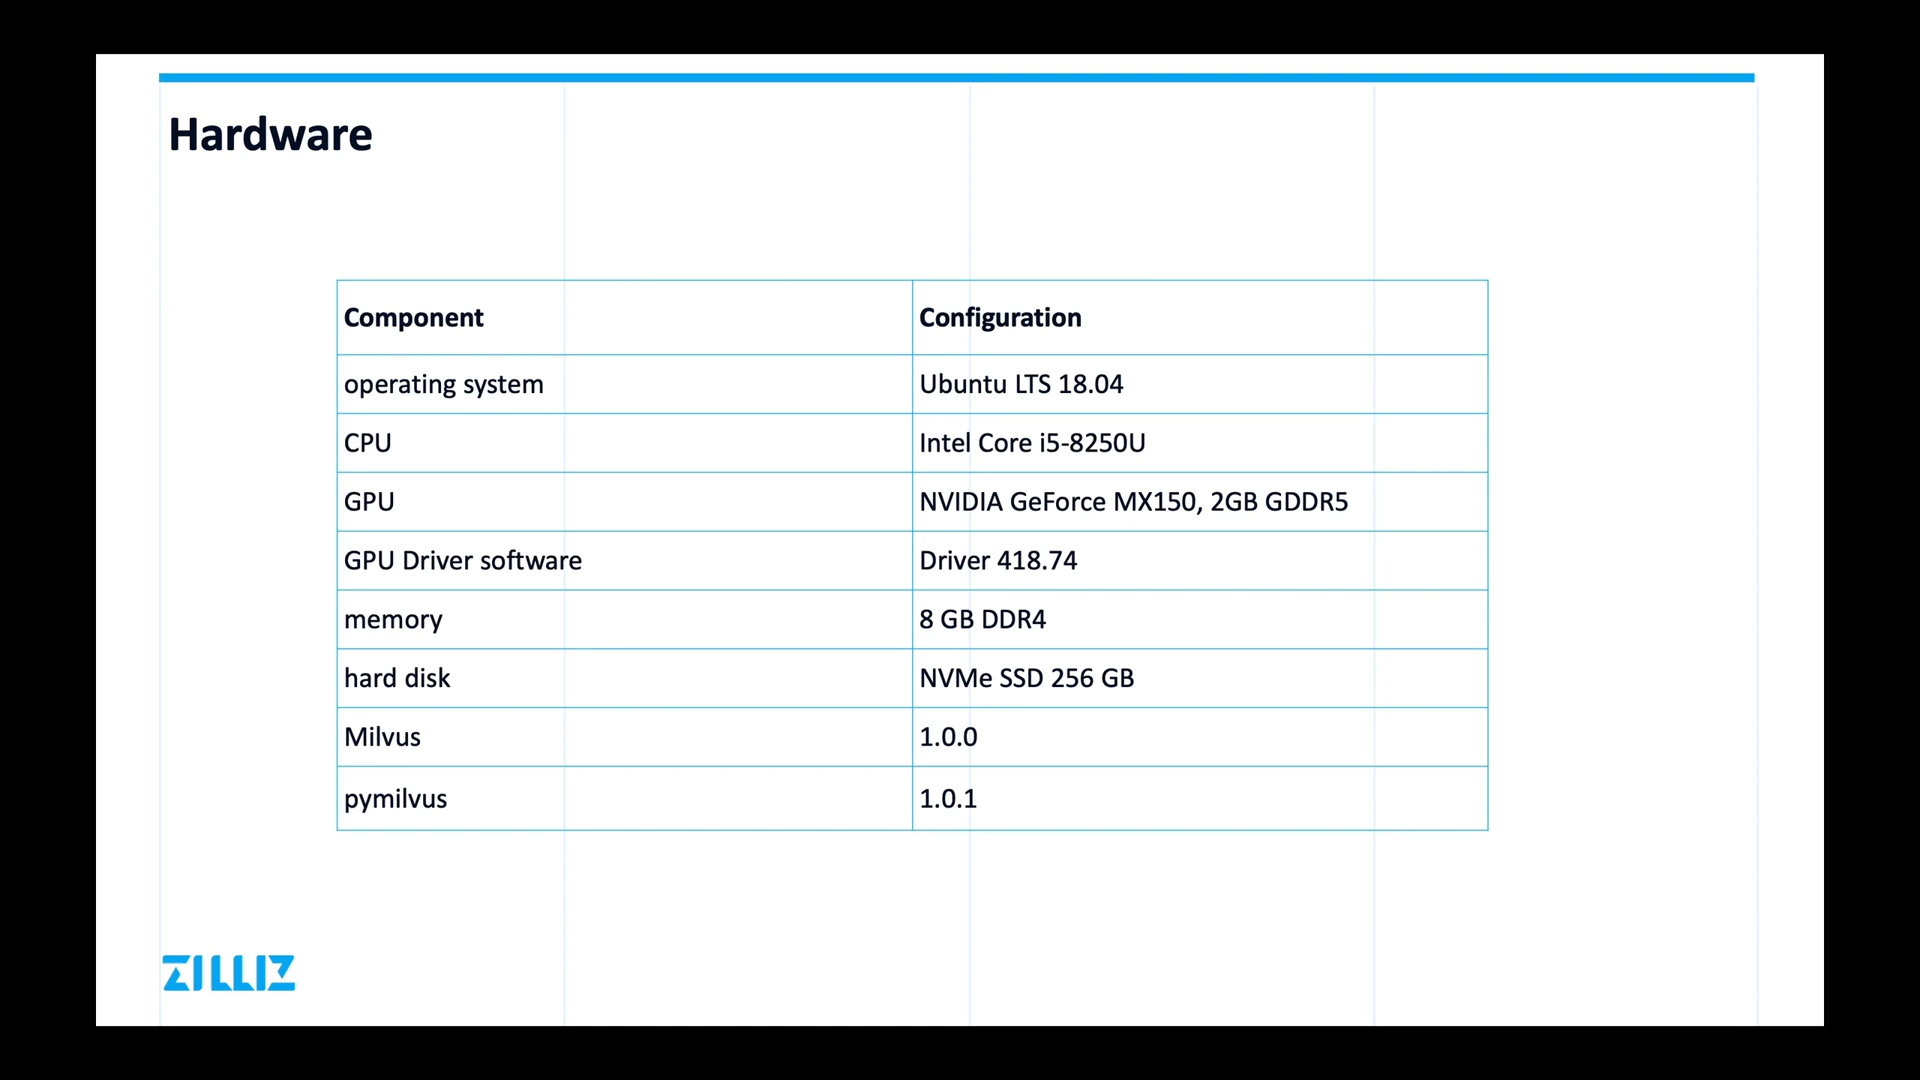 Hardware
Component Configuration
operating system Ubuntu LTS 18.04
CPU Intel Core i5-8250U
GPU NVIDIA GeForce MX150, 2GB GDDR5
GPU Driver software Driver 418.74
memory 8 GB DDR4
hard disk NVMe SSD 256 GB
Milvus 1.0.0
pymilvus 1.0.1
ZILLIZ